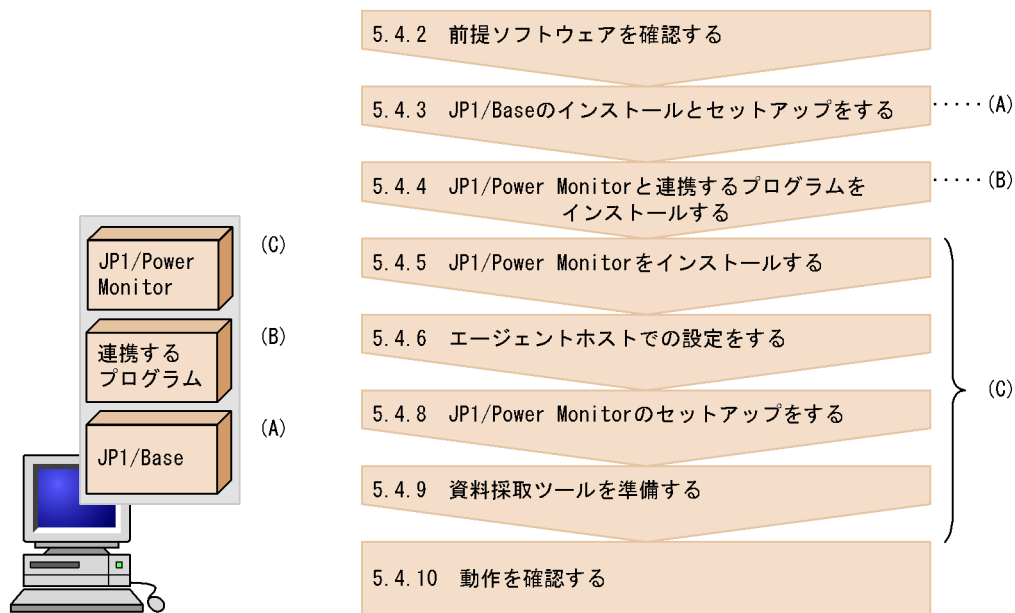 5.4.2 前提ソフトウェアを確認する
5.4.3 JP1/Baseのインストールとセットアップをする
·····(A)
5.4.4 JP1/Power Monitorと連携するプログラムを
インストールする
·····(B)
5.4.5 JP1/Power Monitorをインストールする
5.4.6 エージェントホストでの設定をする
5.4.8 JP1/Power Monitorのセットアップをする
5.4.9 資料採取ツールを準備する
(C)
5.4.10 動作を確認する
JP1/Power
Monitor
(C)
連携する
プログラム
(B)
JP1/Base
(A)